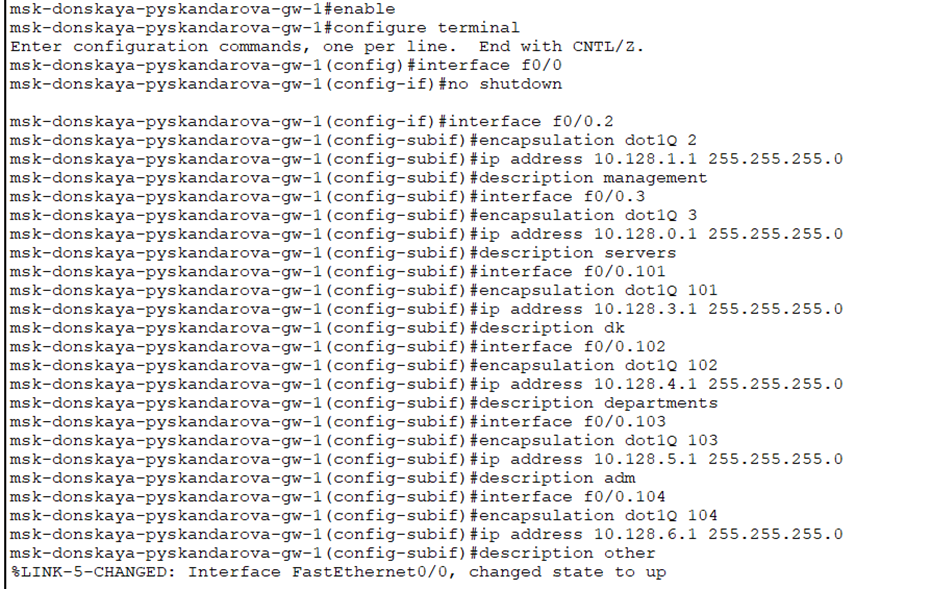 msk-donskaya-pyskandarova-gw-1#enable
msk-donskaya-pyskandarova-gw-1#configure terminal
Enter configuration commands, one per line.  End with CNTL/Z.
msk-donskaya-pyskandarova-gw-1(config)#interface f0/0
msk-donskaya-pyskandarova-gw-1(config-if)#no shutdown
msk-donskaya-pyskandarova-gw-1(config-if)#interface f0/0.2
msk-donskaya-pyskandarova-gw-1(config-subif)#encapsulation dot1Q 2
msk-donskaya-pyskandarova-gw-1(config-subif)#ip address 10.128.1.1 255.255.255.0
msk-donskaya-pyskandarova-gw-1(config-subif)#description management
msk-donskaya-pyskandarova-gw-1(config-subif)#interface f0/0.3
msk-donskaya-pyskandarova-gw-1(config-subif)#encapsulation dot1Q 3
msk-donskaya-pyskandarova-gw-1(config-subif)#ip address 10.128.0.1 255.255.255.0
msk-donskaya-pyskandarova-gw-1(config-subif)#description servers
msk-donskaya-pyskandarova-gw-1(config-subif)#interface f0/0.101
msk-donskaya-pyskandarova-gw-1(config-subif)#encapsulation dot1Q 101
msk-donskaya-pyskandarova-gw-1(config-subif)#ip address 10.128.3.1 255.255.255.0
msk-donskaya-pyskandarova-gw-1(config-subif)#description dk
msk-donskaya-pyskandarova-gw-1(config-subif)#interface f0/0.102
msk-donskaya-pyskandarova-gw-1(config-subif)#encapsulation dot1Q 102
msk-donskaya-pyskandarova-gw-1(config-subif)#ip address 10.128.4.1 255.255.255.0
msk-donskaya-pyskandarova-gw-1(config-subif)#description departments
msk-donskaya-pyskandarova-gw-1(config-subif)#interface f0/0.103
msk-donskaya-pyskandarova-gw-1(config-subif)#encapsulation dot1Q 103
msk-donskaya-pyskandarova-gw-1(config-subif)#ip address 10.128.5.1 255.255.255.0
msk-donskaya-pyskandarova-gw-1(config-subif)#description adm
msk-donskaya-pyskandarova-gw-1(config-subif)#interface f0/0.104
msk-donskaya-pyskandarova-gw-1(config-subif)#encapsulation dot1Q 104
msk-donskaya-pyskandarova-gw-1(config-subif)#ip address 10.128.6.1 255.255.255.0
msk-donskaya-pyskandarova-gw-1(config-subif)#description other
%LINK-5-CHANGED: Interface FastEthernet0/0, changed state to up